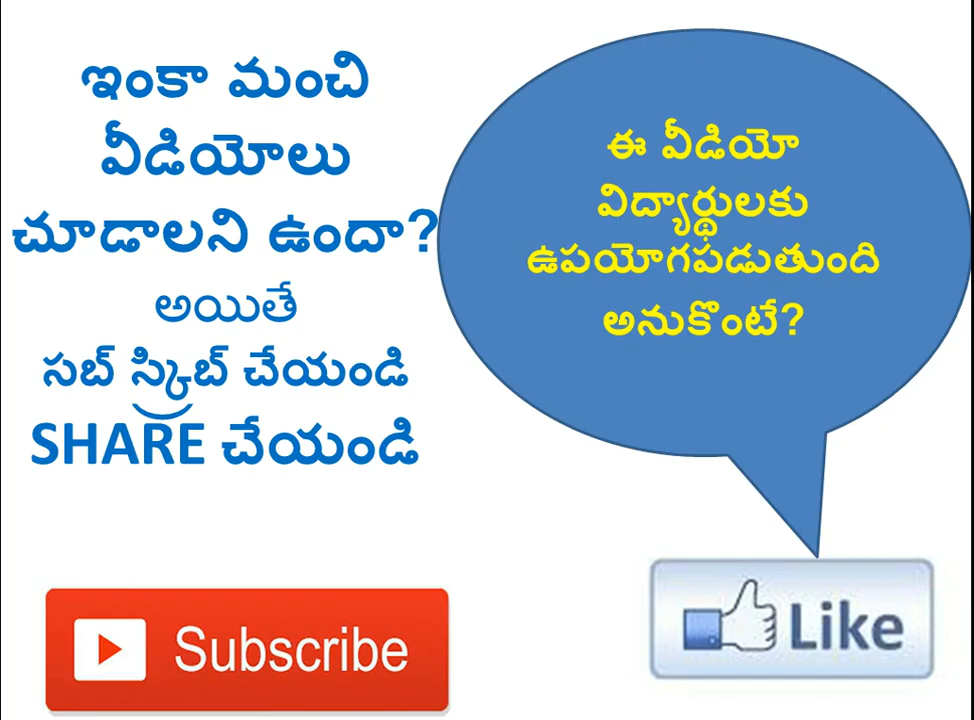 ఇంకా మంచి
వీడియోలు
చూడాలని ఉందా?
అయితే
సబ్ స్క్రిబ్ చేయండి
SHARE చేయండి
ఈ వీడియో
విద్యార్థులకు
ఉపయోగపడుతుంది
అనుకొంటే?
Subscribe
Like